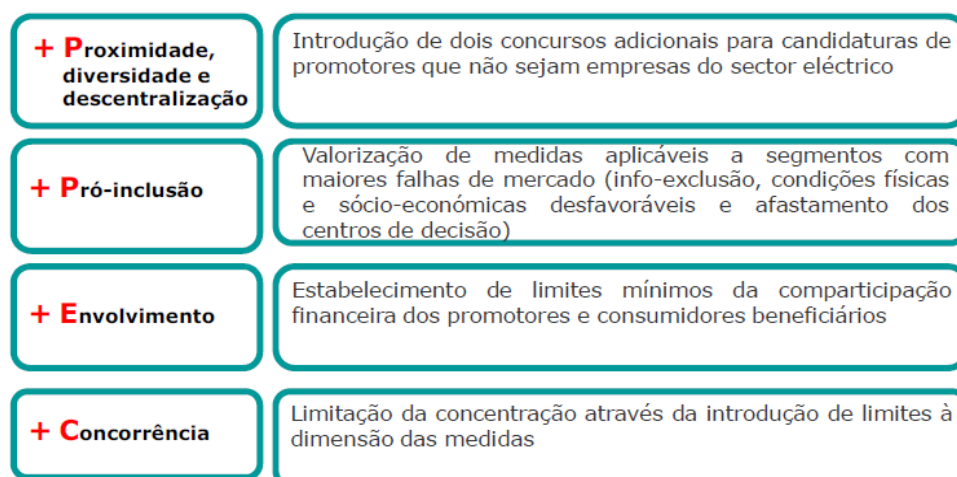 + Proximidade,
diversidade e
descentralização
Introdução de dois concursos adicionais para candidaturas de
promotores que não sejam empresas do sector eléctrico
+ Pró-inclusão
Valorização de medidas aplicáveis a segmentos com
maiores falhas de mercado (info-exclusão, condições físicas
e sócio-económicas desfavoráveis e afastamento dos
centros de decisão)
+ Envolvimento
Estabelecimento de limites mínimos da comparticipação
financeira dos promotores e consumidores beneficiários
+ Concorrência
Limitação da concentração através da introdução de limites à
dimensão das medidas